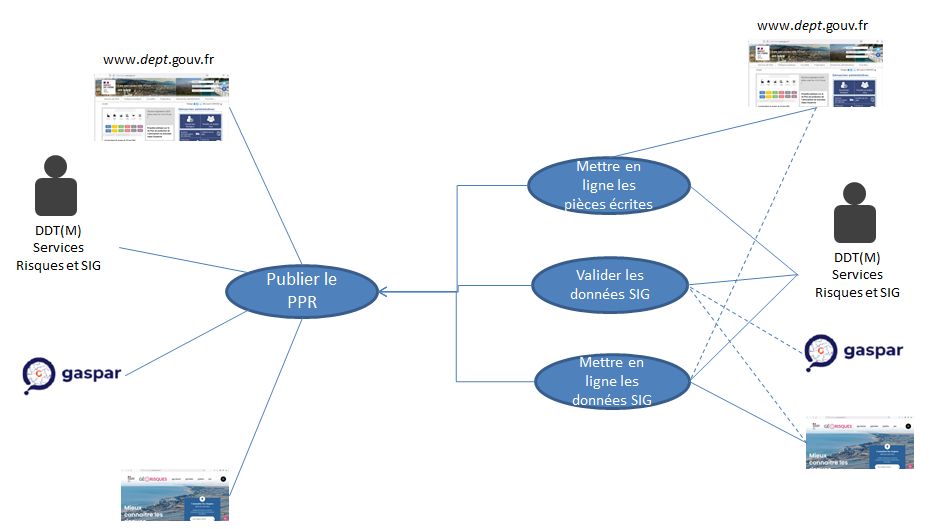 www.dept.gouv.fr
www.dept.gouv.fr
Mettre en
ligne les
pièces écrites
DDT(M)
Services
Risques et SIG
DDT(M)
Services
Risques et SIG
Publier le
PPR
Valider les
données SIG
gaspar
gaspar
Mettre en
ligne les
données SIG
GÉORISQUES
Mieux
connaître les
GÉORISQUES
Mieux
connaître les